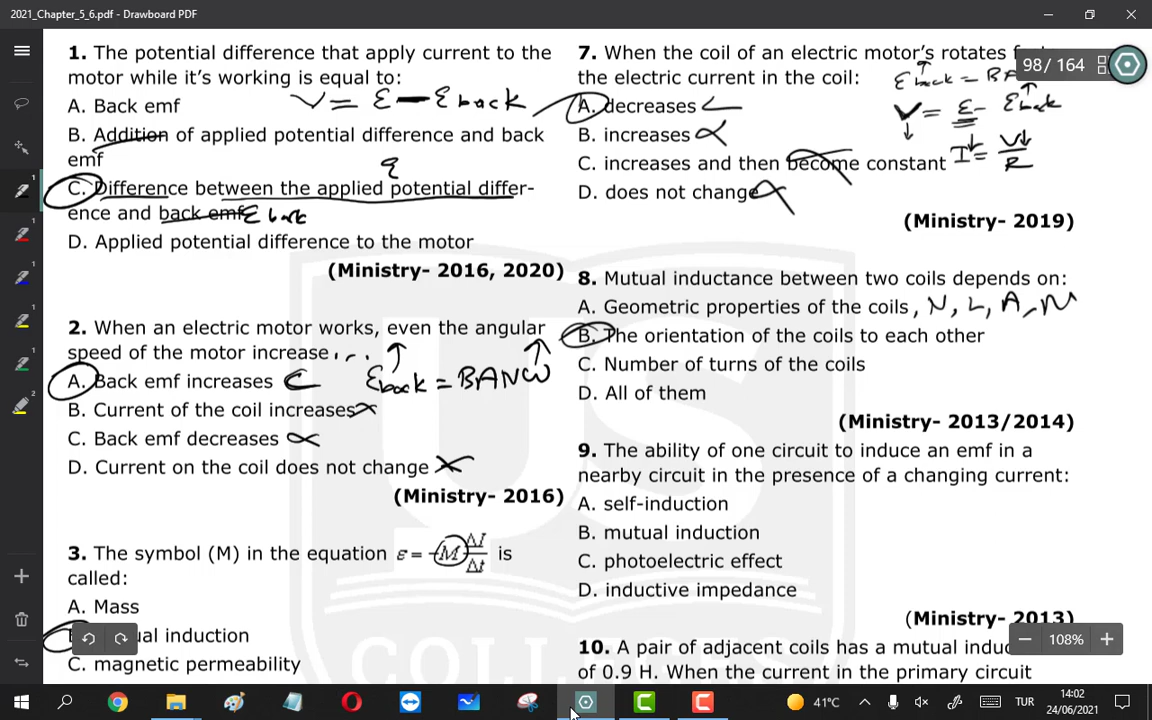 2021_Chapter_5_6.pdf - Drawboard PDF
98 / 164
1. The potential difference that apply current to the
motor while it's working is equal to:
A. Back emf
V = ε - ε back
B. Addition of applied potential difference and back
emf
ε
C. Difference between the applied potential differ-
ence and back emf ε back
D. Applied potential difference to the motor
(Ministry- 2016, 2020)
2. When an electric motor works, even the angular
speed of the motor increase
A. Back emf increases
εback = BANω
B. Current of the coil increases
C. Back emf decreases
D. Current on the coil does not change
(Ministry- 2016)
3. The symbol (M) in the equation ε = -M ΔI/Δt is
called:
A. Mass
ual induction
C. magnetic permeability
7. When the coil of an electric motor's rotates
the electric current in the coil:
εback = BA
A. decreases
V = ε - εback
B. increases
C. increases and then become constant
I = V/R
D. does not change
(Ministry- 2019)
8. Mutual inductance between two coils depends on:
A. Geometric properties of the coils, N, L, A, M
B. The orientation of the coils to each other
C. Number of turns of the coils
D. All of them
(Ministry- 2013/2014)
9. The ability of one circuit to induce an emf in a
nearby circuit in the presence of a changing current:
A. self-induction
B. mutual induction
C. photoelectric effect
D. inductive impedance
(Ministry- 2013)
10. A pair of adjacent coils has a mutual induc
of 0.9 H. When the current in the primary circuit
US
COLLEGE
108%
41°C
TUR
14:02
24/06/2021